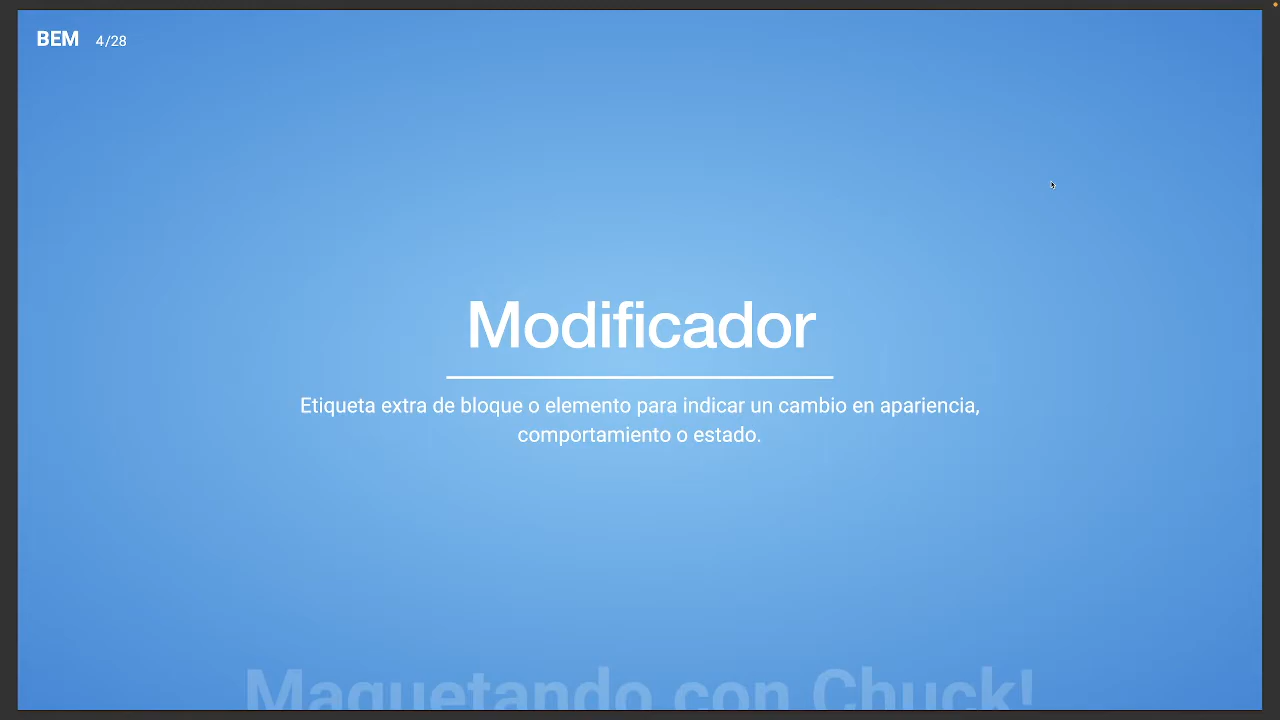 BEM 4/28
Modificador
Etiqueta extra de bloque o elemento para indicar un cambio en apariencia,
comportamiento o estado.
Maquetando con Chuck!